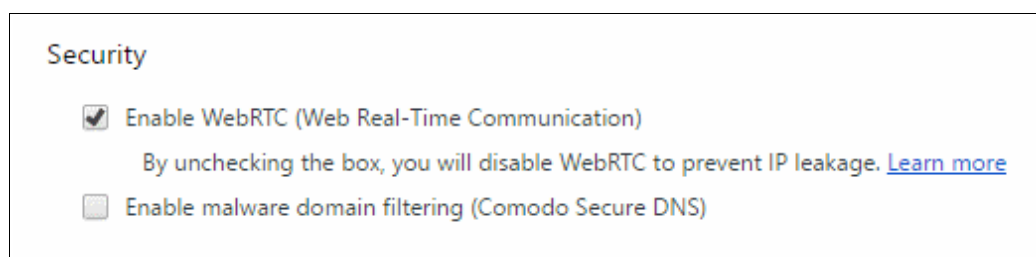 Security
Enable WebRTC (Web Real-Time Communication)
By unchecking the box, you will disable WebRTC to prevent IP leakage. Learn more
Enable malware domain filtering (Comodo Secure DNS)